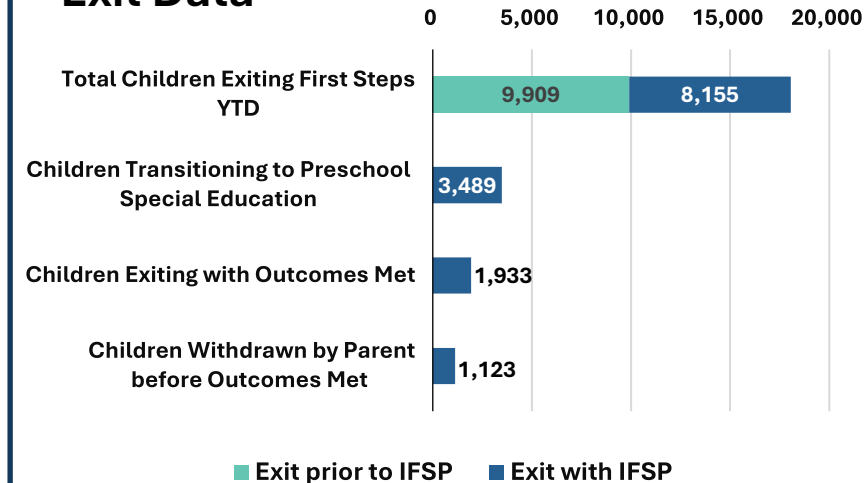 Exit Data
0 5,000 10,000 15,000 20,000
Total Children Exiting First Steps
YTD
9,909 8,155
Children Transitioning to Preschool
Special Education
3,489
Children Exiting with Outcomes Met
1,933
Children Withdrawn by Parent
before Outcomes Met
1,123
Exit prior to IFSP Exit with IFSP